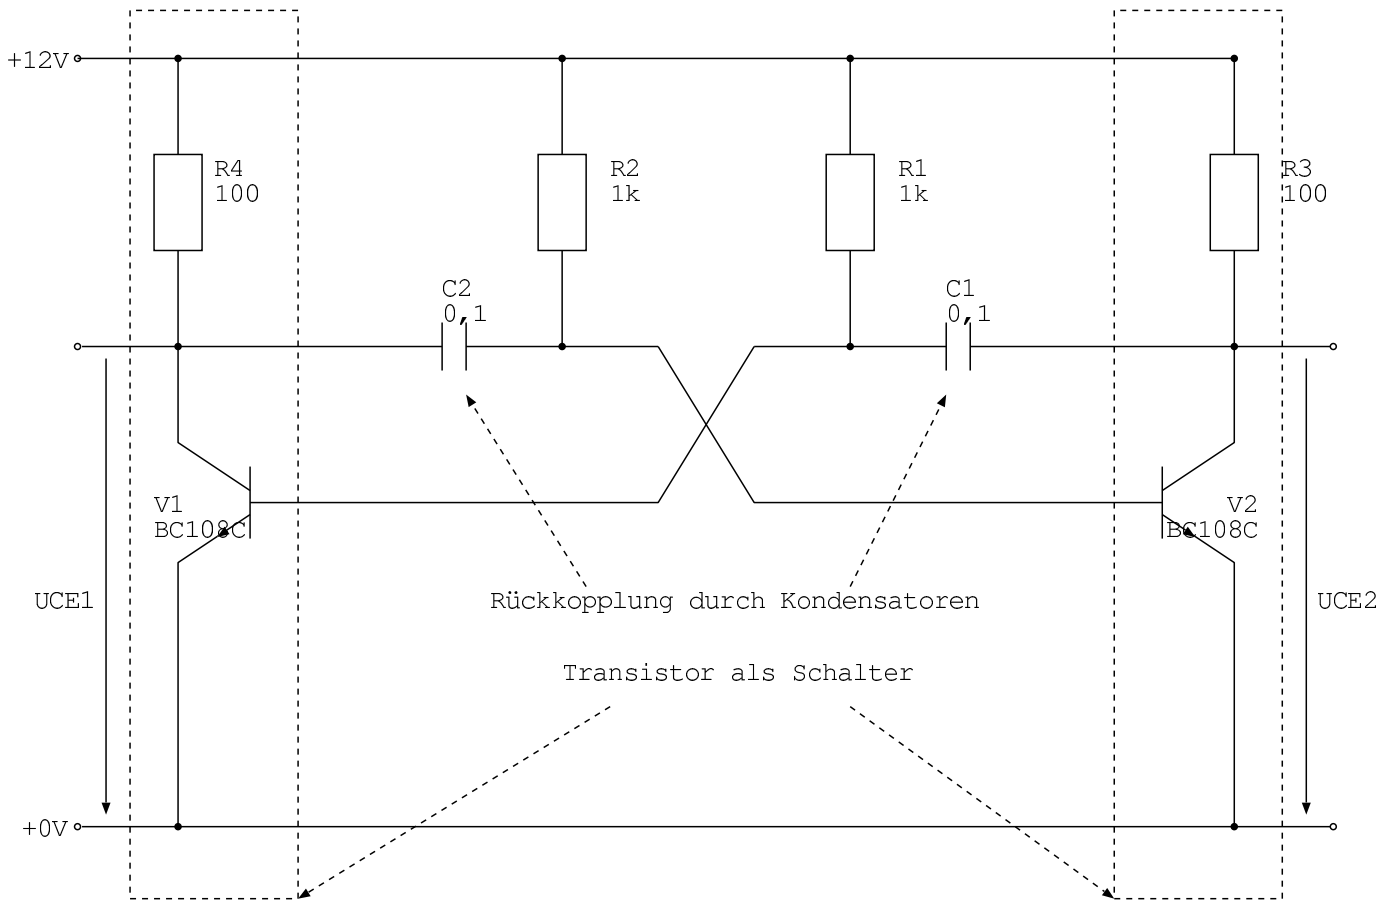 +12V
R4
100
R2
1k
R1
1k
R3
100
C2
0,1
C1
0,1
V1
BC108C
V2
BC108C
UCE1
Rückkopplung durch Kondensatoren
UCE2
Transistor als Schalter
+0V